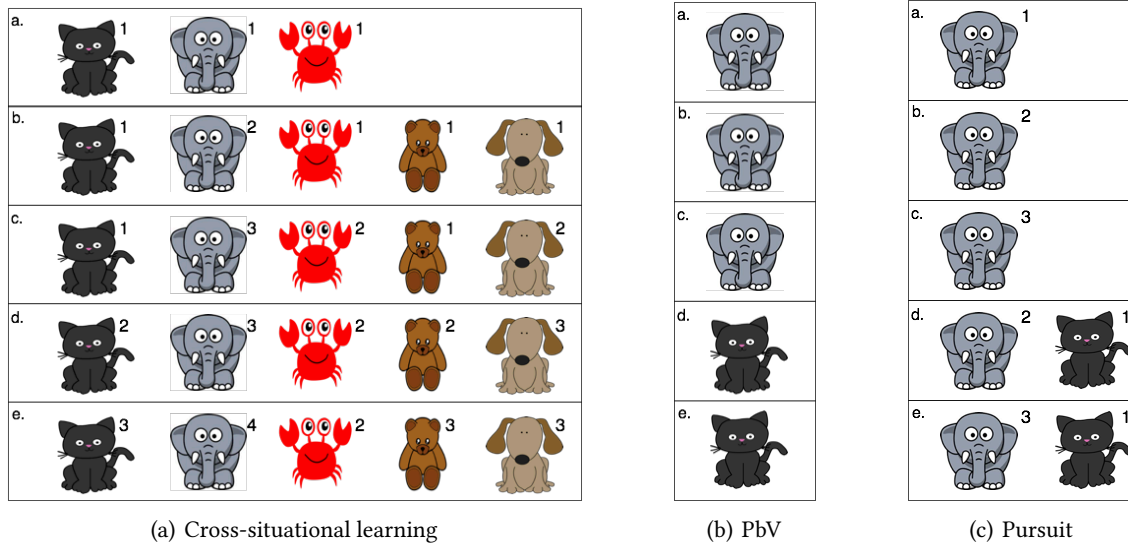 a. 1 1 1
b. 1 2 1 1 1
c. 1 3 2 1 2
d. 2 3 2 2 3
e. 3 4 2 3 3
(a) Cross-situational learning
a.
b.
c.
d.
e.
(b) PbV
a. 1
b. 2
c. 3
d. 2 1
e. 3 1
(c) Pursuit